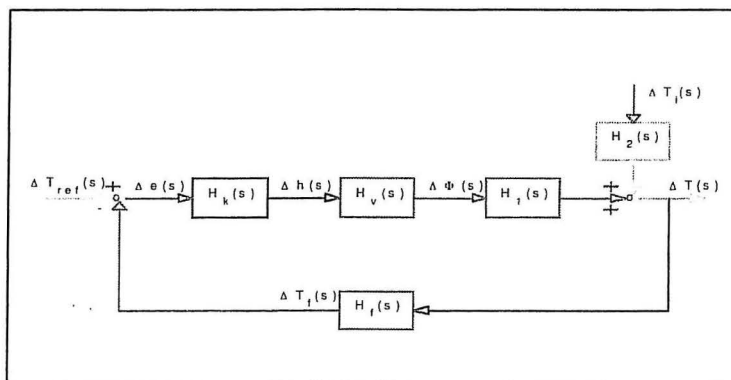 Δ T_i(s)
H_2(s)
Δ T_ref(s) +
Δ e(s)
H_k(s)
Δ h(s)
H_v(s)
Δ Φ(s)
H_1(s)
+
+
Δ T(s)
Δ T_f(s)
H_f(s)